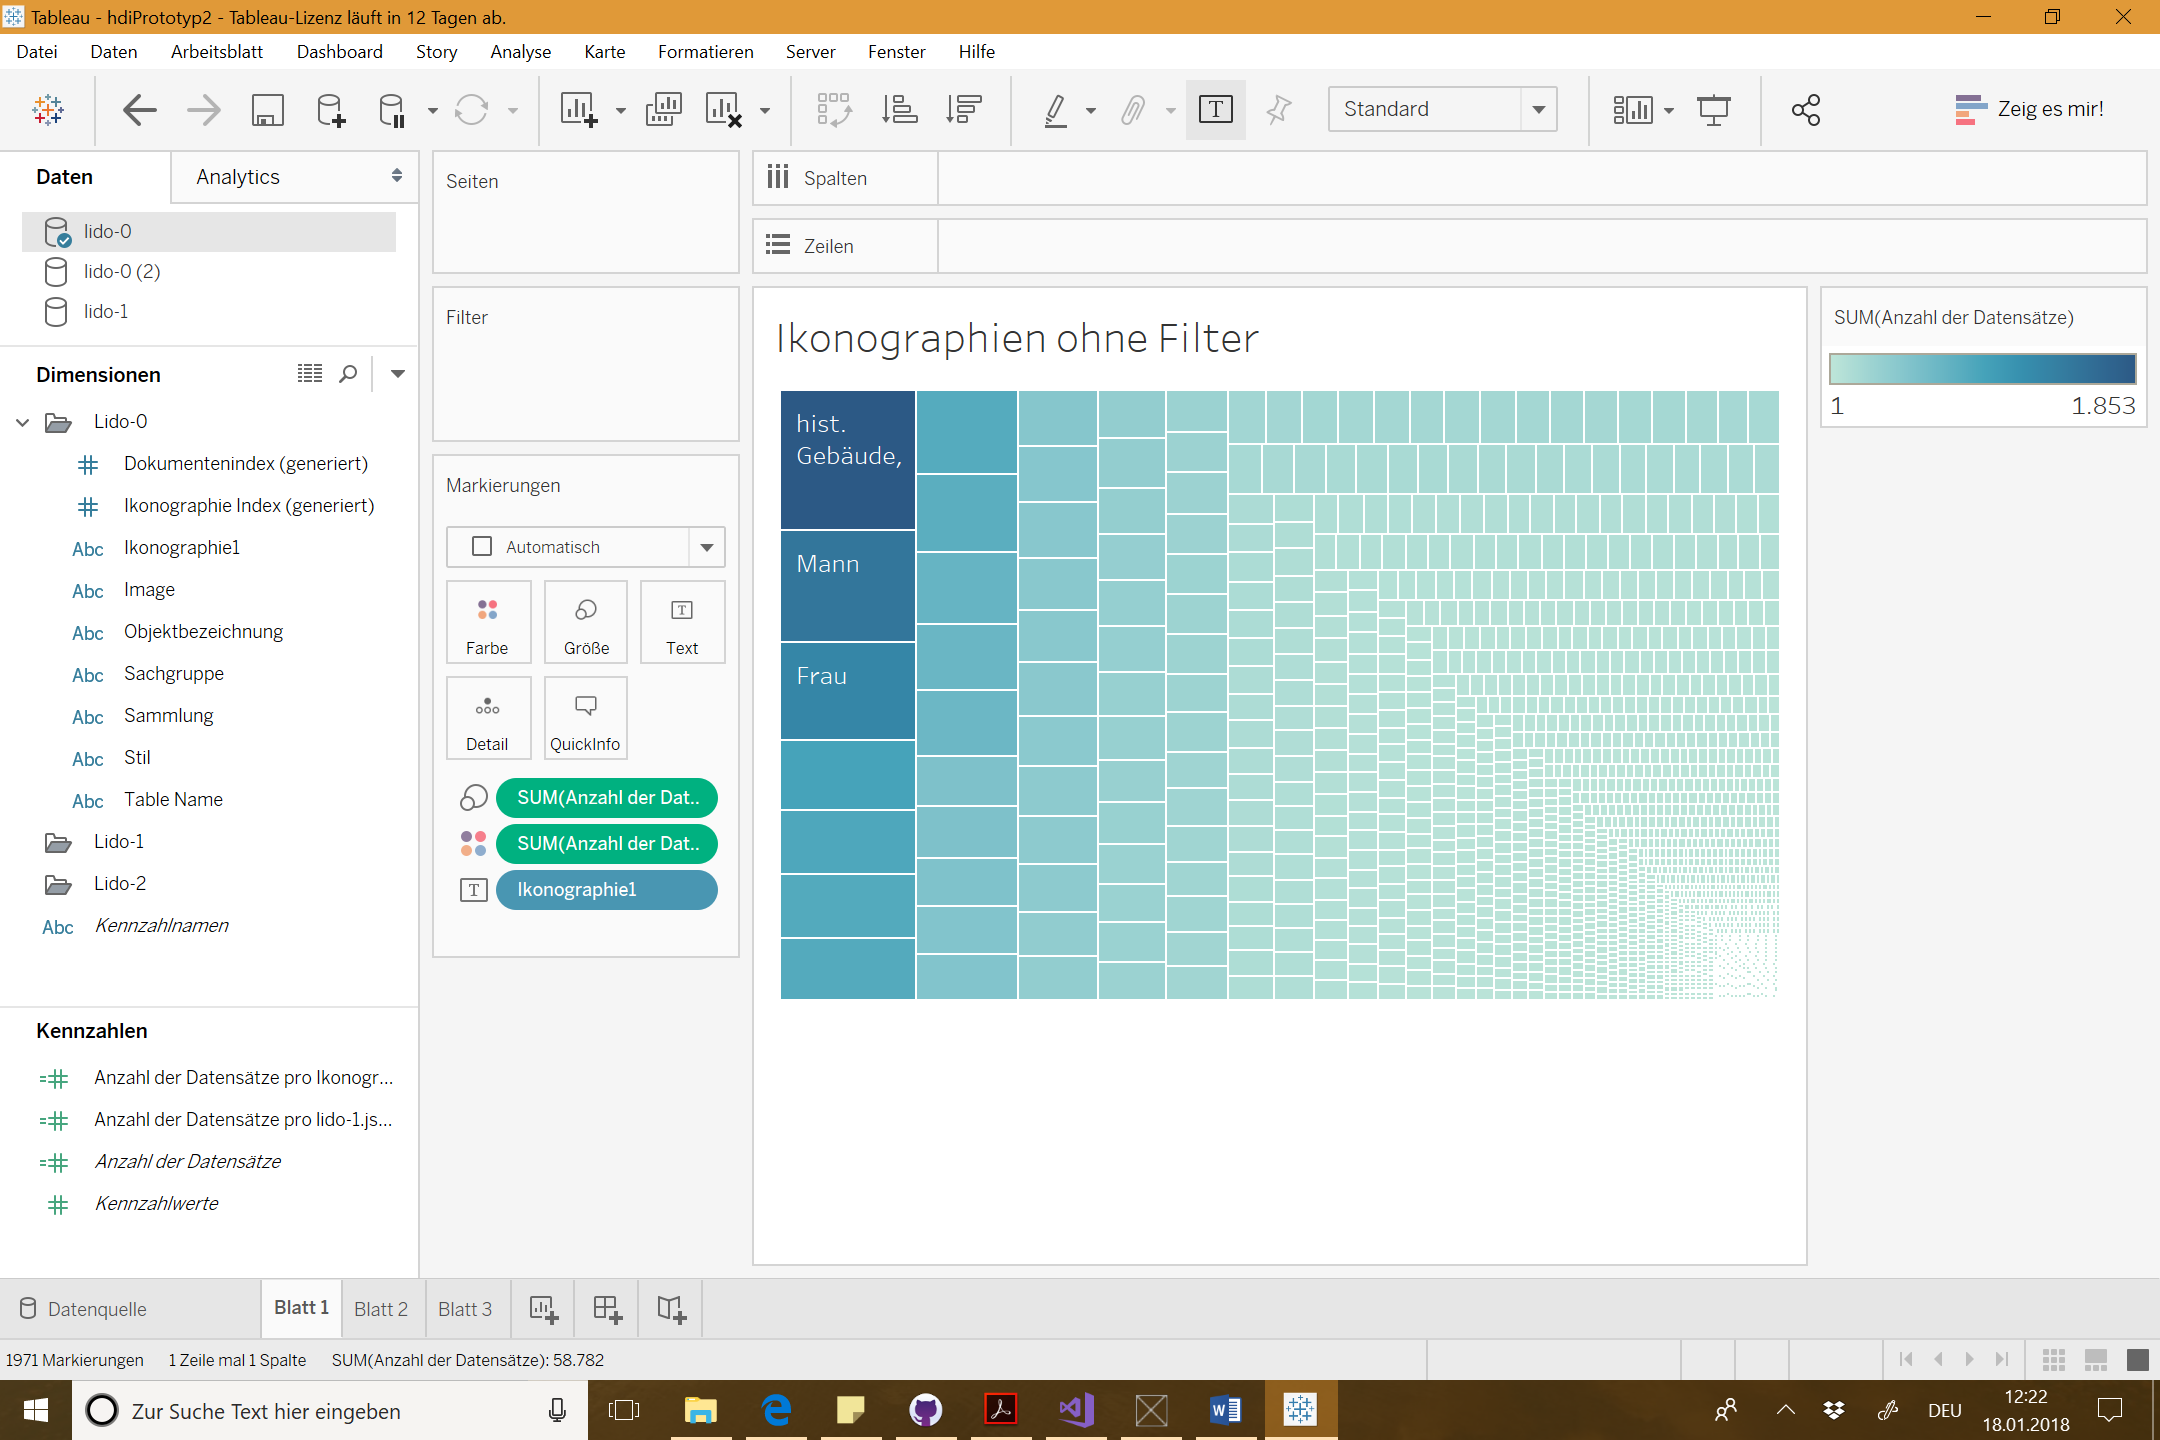 Tableau - hdiPrototyp2 - Tableau-Lizenz läuft in 12 Tagen ab.
Datei Daten Arbeitsblatt Dashboard Story Analyse Karte Formatieren Server Fenster Hilfe
Standard
Zeig es mir!
Daten
Analytics
lido-0
lido-0 (2)
lido-1
Dimensionen
Lido-0
Dokumentenindex (generiert)
Ikonographie Index (generiert)
Abc Ikonographie1
Abc Image
Abc Objektbezeichnung
Abc Sachgruppe
Abc Sammlung
Abc Stil
Abc Table Name
Lido-1
Lido-2
Abc Kennzahlnamen
Kennzahlen
Anzahl der Datensätze pro Ikonogr...
Anzahl der Datensätze pro lido-1.js...
Anzahl der Datensätze
Kennzahlwerte
Seiten
Filter
Markierungen
Automatisch
Farbe
Größe
Text
Detail
QuickInfo
SUM(Anzahl der Dat..
SUM(Anzahl der Dat..
Ikonographie1
Spalten
Zeilen
Ikonographien ohne Filter
hist.
Gebäude,
Mann
Frau
SUM(Anzahl der Datensätze)
1 1.853
Datenquelle Blatt 1 Blatt 2 Blatt 3
1971 Markierungen 1 Zeile mal 1 Spalte SUM(Anzahl der Datensätze): 58.782
Zur Suche Text hier eingeben
DEU
12:22
18.01.2018